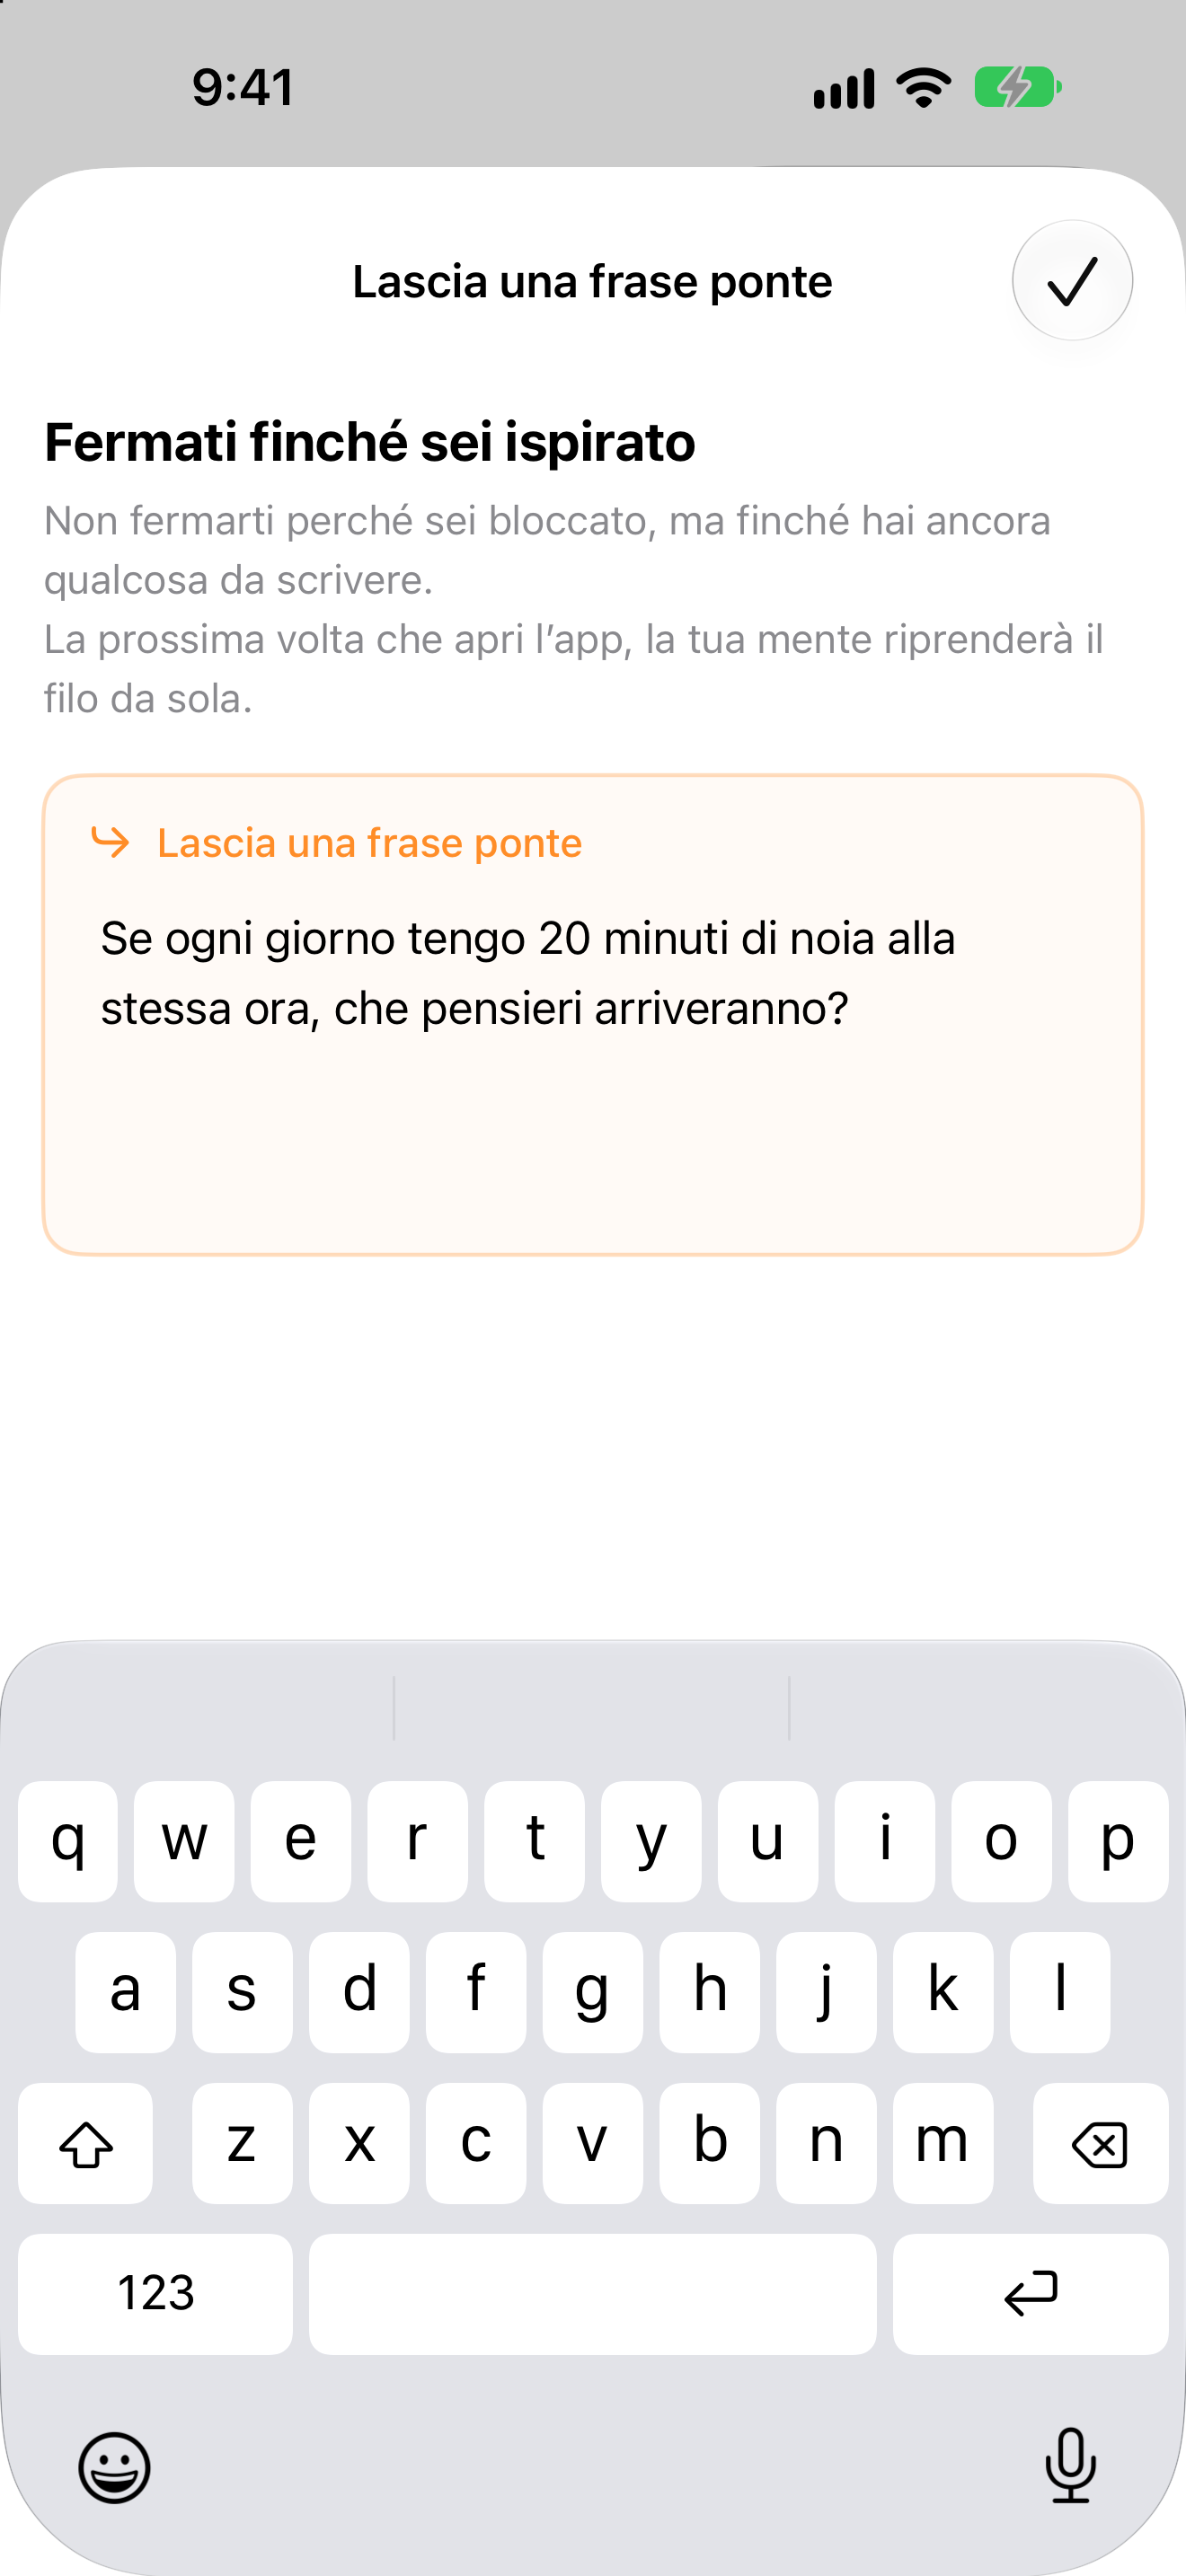 9:41
Lascia una frase ponte
Fermati finché sei ispirato
Non fermarti perché sei bloccato, ma finché hai ancora
qualcosa da scrivere.
La prossima volta che apri l’app, la tua mente riprenderà il
filo da sola.
Lascia una frase ponte
Se ogni giorno tengo 20 minuti di noia alla
stessa ora, che pensieri arriveranno?
q w e r t y u i o p
a s d f g h j k l
z x c v b n m
123